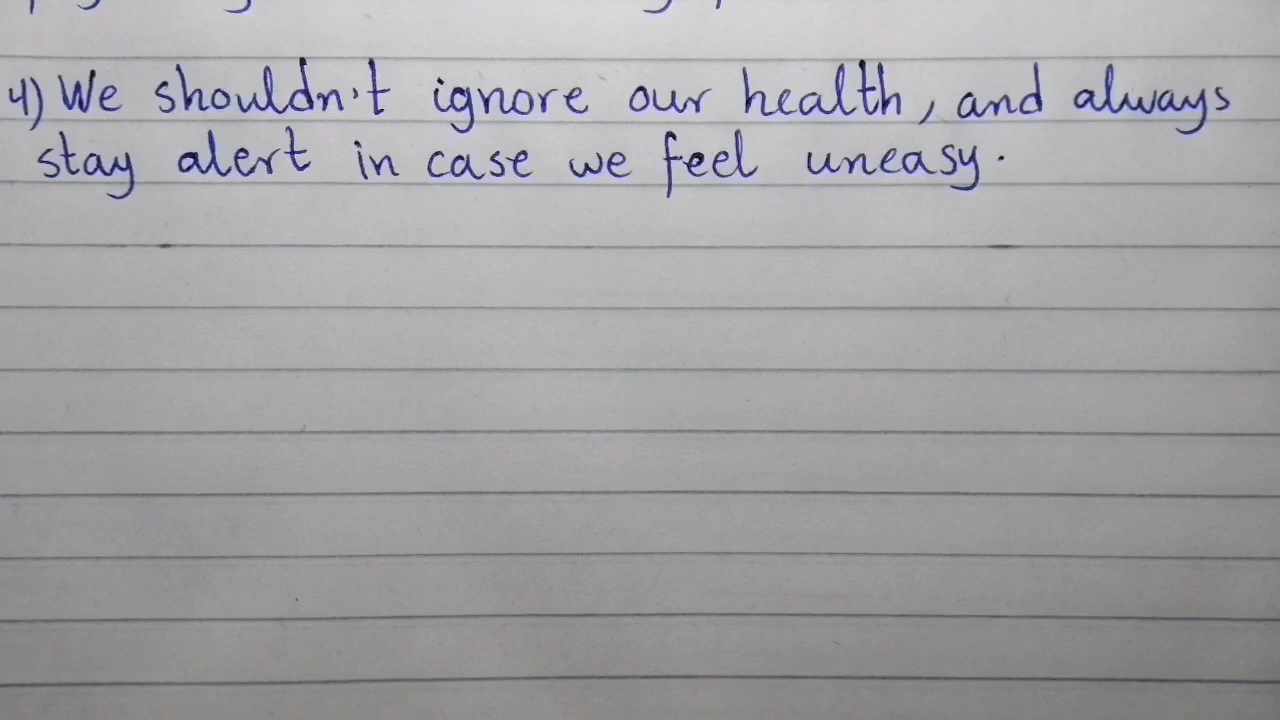 4) We shouldn't ignore our health, and always
stay alert in case we feel uneasy.